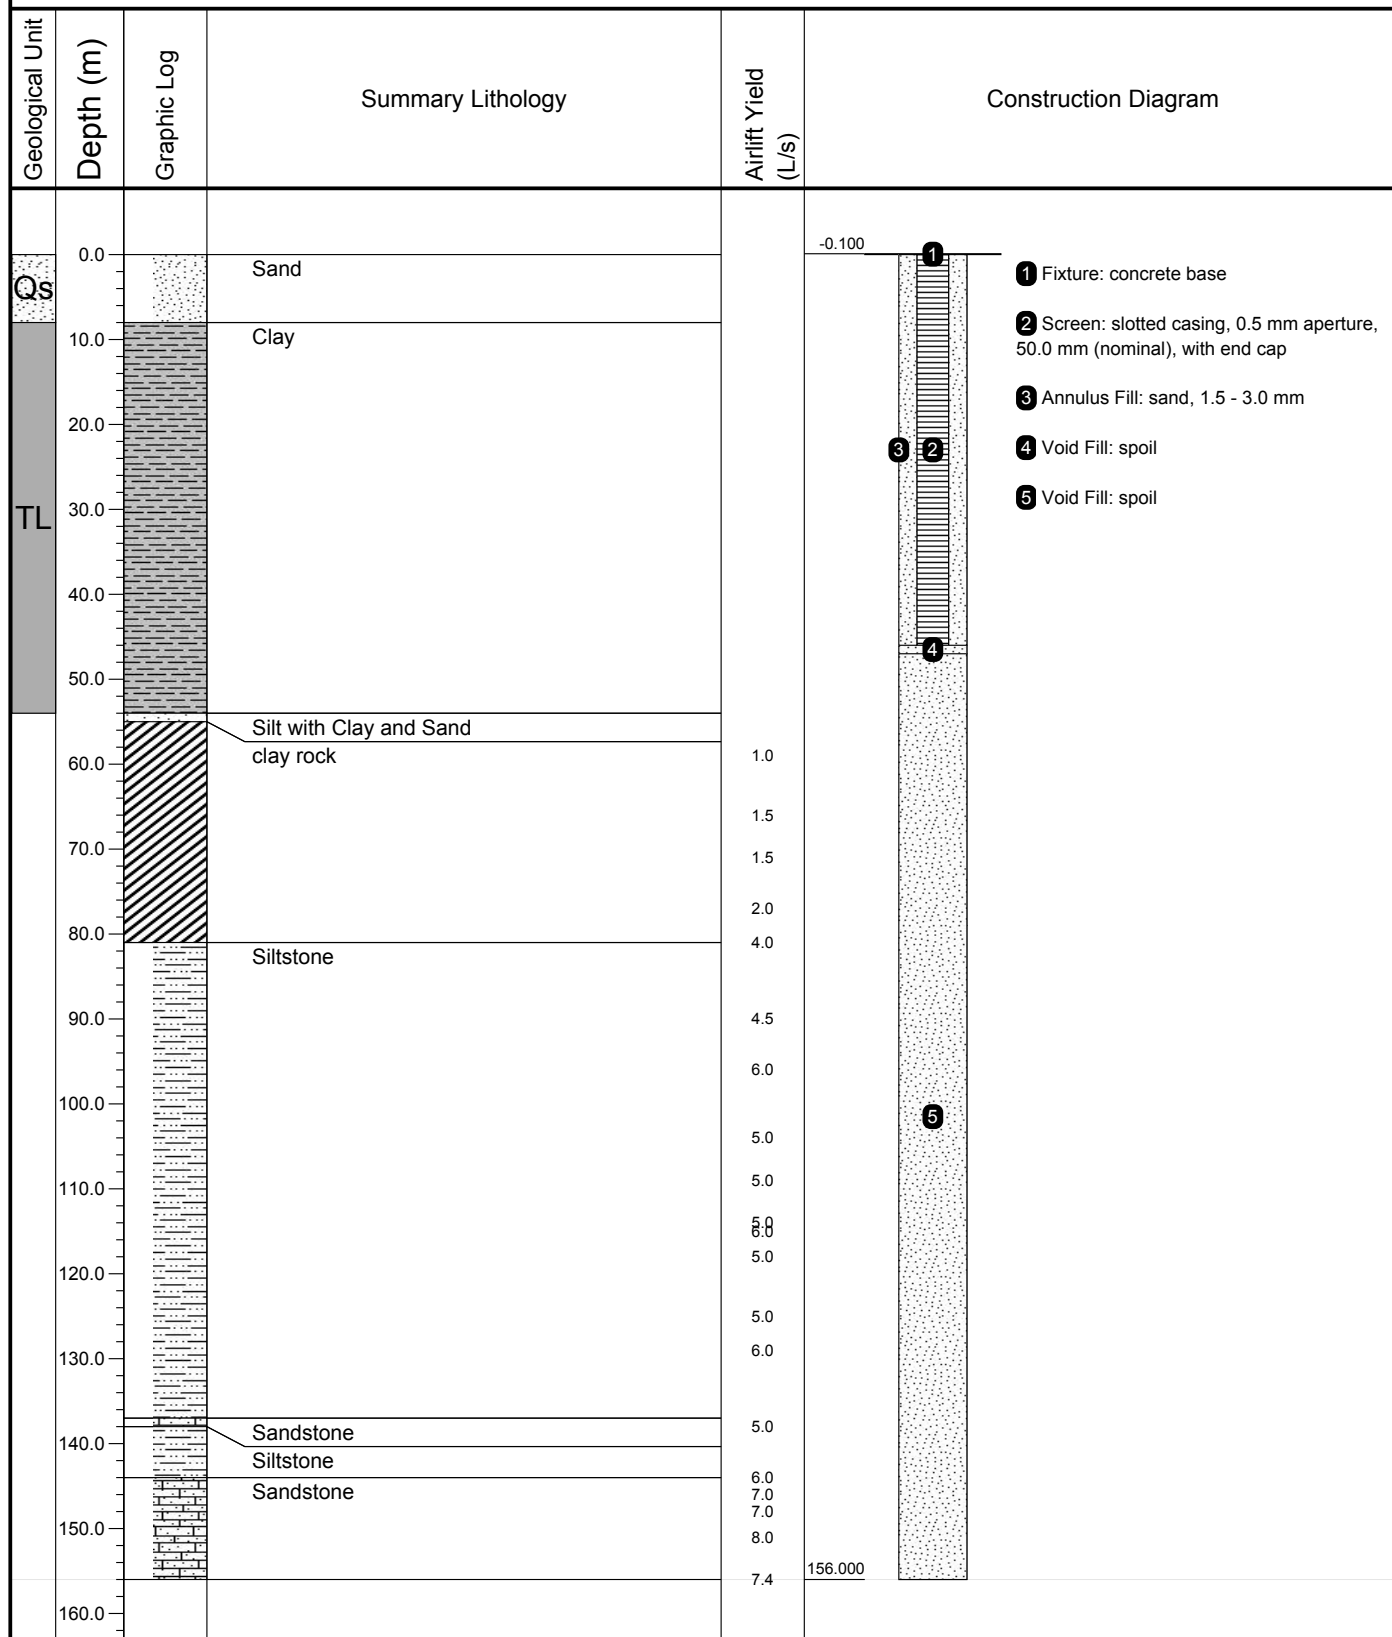 Geological Unit
Depth (m)
Graphic Log
Summary Lithology
Airlift Yield
(L/s)
Construction Diagram
0.0
10.0
20.0
30.0
40.0
50.0
60.0
70.0
80.0
90.0
100.0
110.0
120.0
130.0
140.0
150.0
160.0
Qs
TL
Sand
Clay
Silt with Clay and Sand
clay rock
Siltstone
Sandstone
Siltstone
Sandstone
1.0
1.5
1.5
2.0
4.0
4.5
6.0
5.0
5.0
5.0
6.0
5.0
5.0
6.0
5.0
6.0
7.0
7.0
8.0
7.4
-0.100
156.000
1
3 2
4
5
1 Fixture: concrete base
2 Screen: slotted casing, 0.5 mm aperture,
50.0 mm (nominal), with end cap
3 Annulus Fill: sand, 1.5 - 3.0 mm
4 Void Fill: spoil
5 Void Fill: spoil